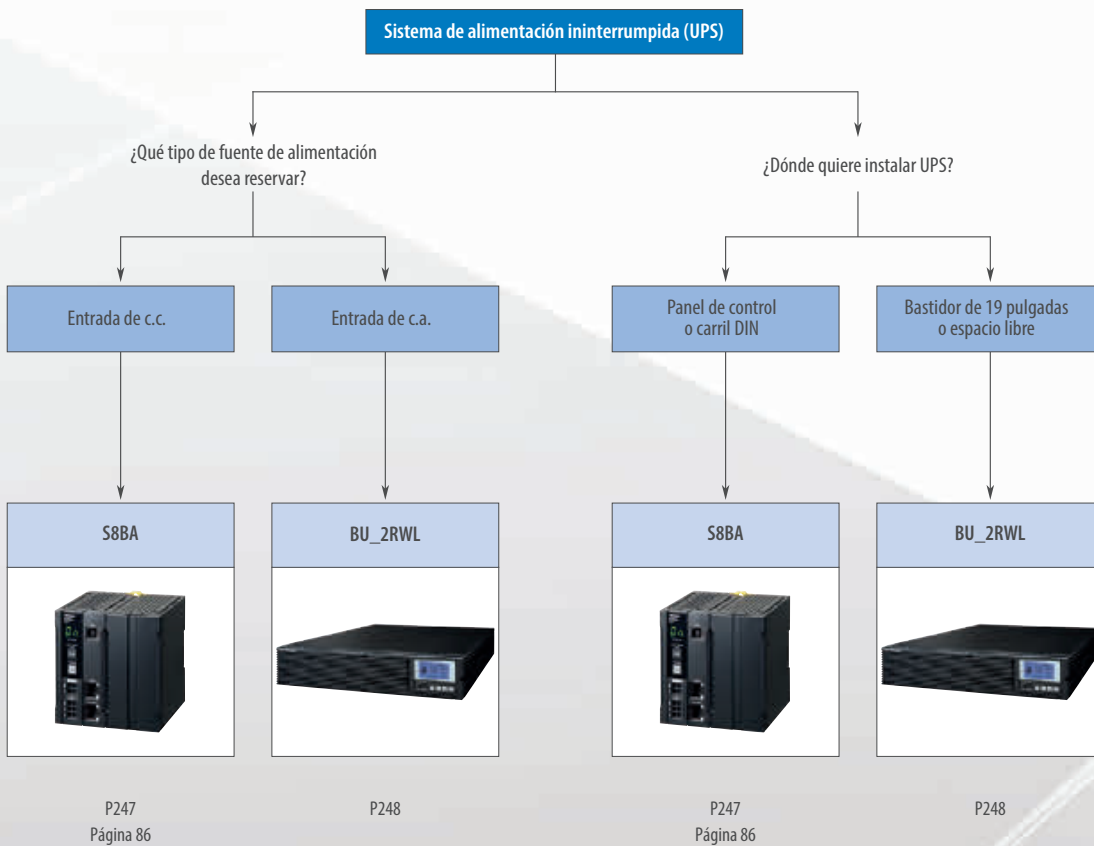 Sistema de alimentación ininterrumpida (UPS)
¿Qué tipo de fuente de alimentación
desea reservar?
¿Dónde quiere instalar UPS?
Entrada de c.c.
Entrada de c.a.
Panel de control
o carril DIN
Bastidor de 19 pulgadas
o espacio libre
S8BA
BU_2RWL
S8BA
BU_2RWL
P247
Página 86
P248
P247
Página 86
P248